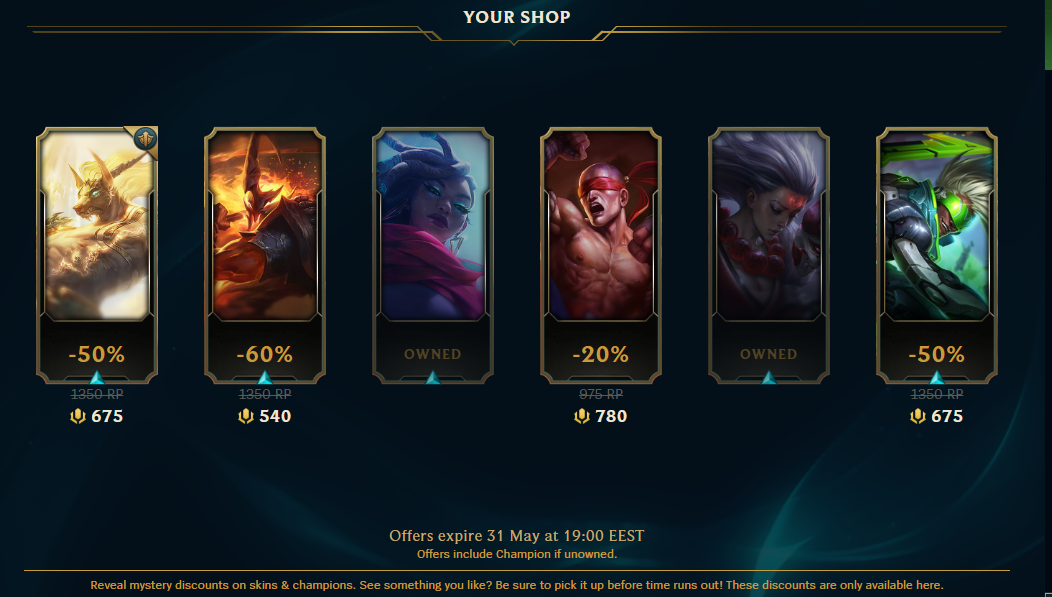 YOUR SHOP
-50%
-60%
OWNED
-20%
OWNED
-50%
1350 RP
1350 RP
975 RP
1350 RP
675
540
780
675
Offers expire 31 May at 19:00 EEST
Offers include Champion if unowned.
Reveal mystery discounts on skins & champions. See something you like? Be sure to pick it up before time runs out! These discounts are only available here.